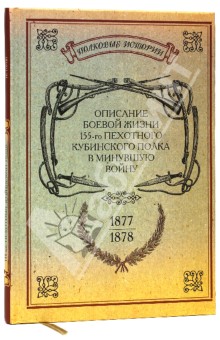 ПОЛКОВЫЕ ИСТОРИИ
ОПИСАНИЕ
БОЕВОЙ ЖИЗНИ
155-го ПЕХОТНОГО
КУБИНСКОГО ПОЛКА
В МИНУВШУЮ
ВОЙНУ
1877
1878